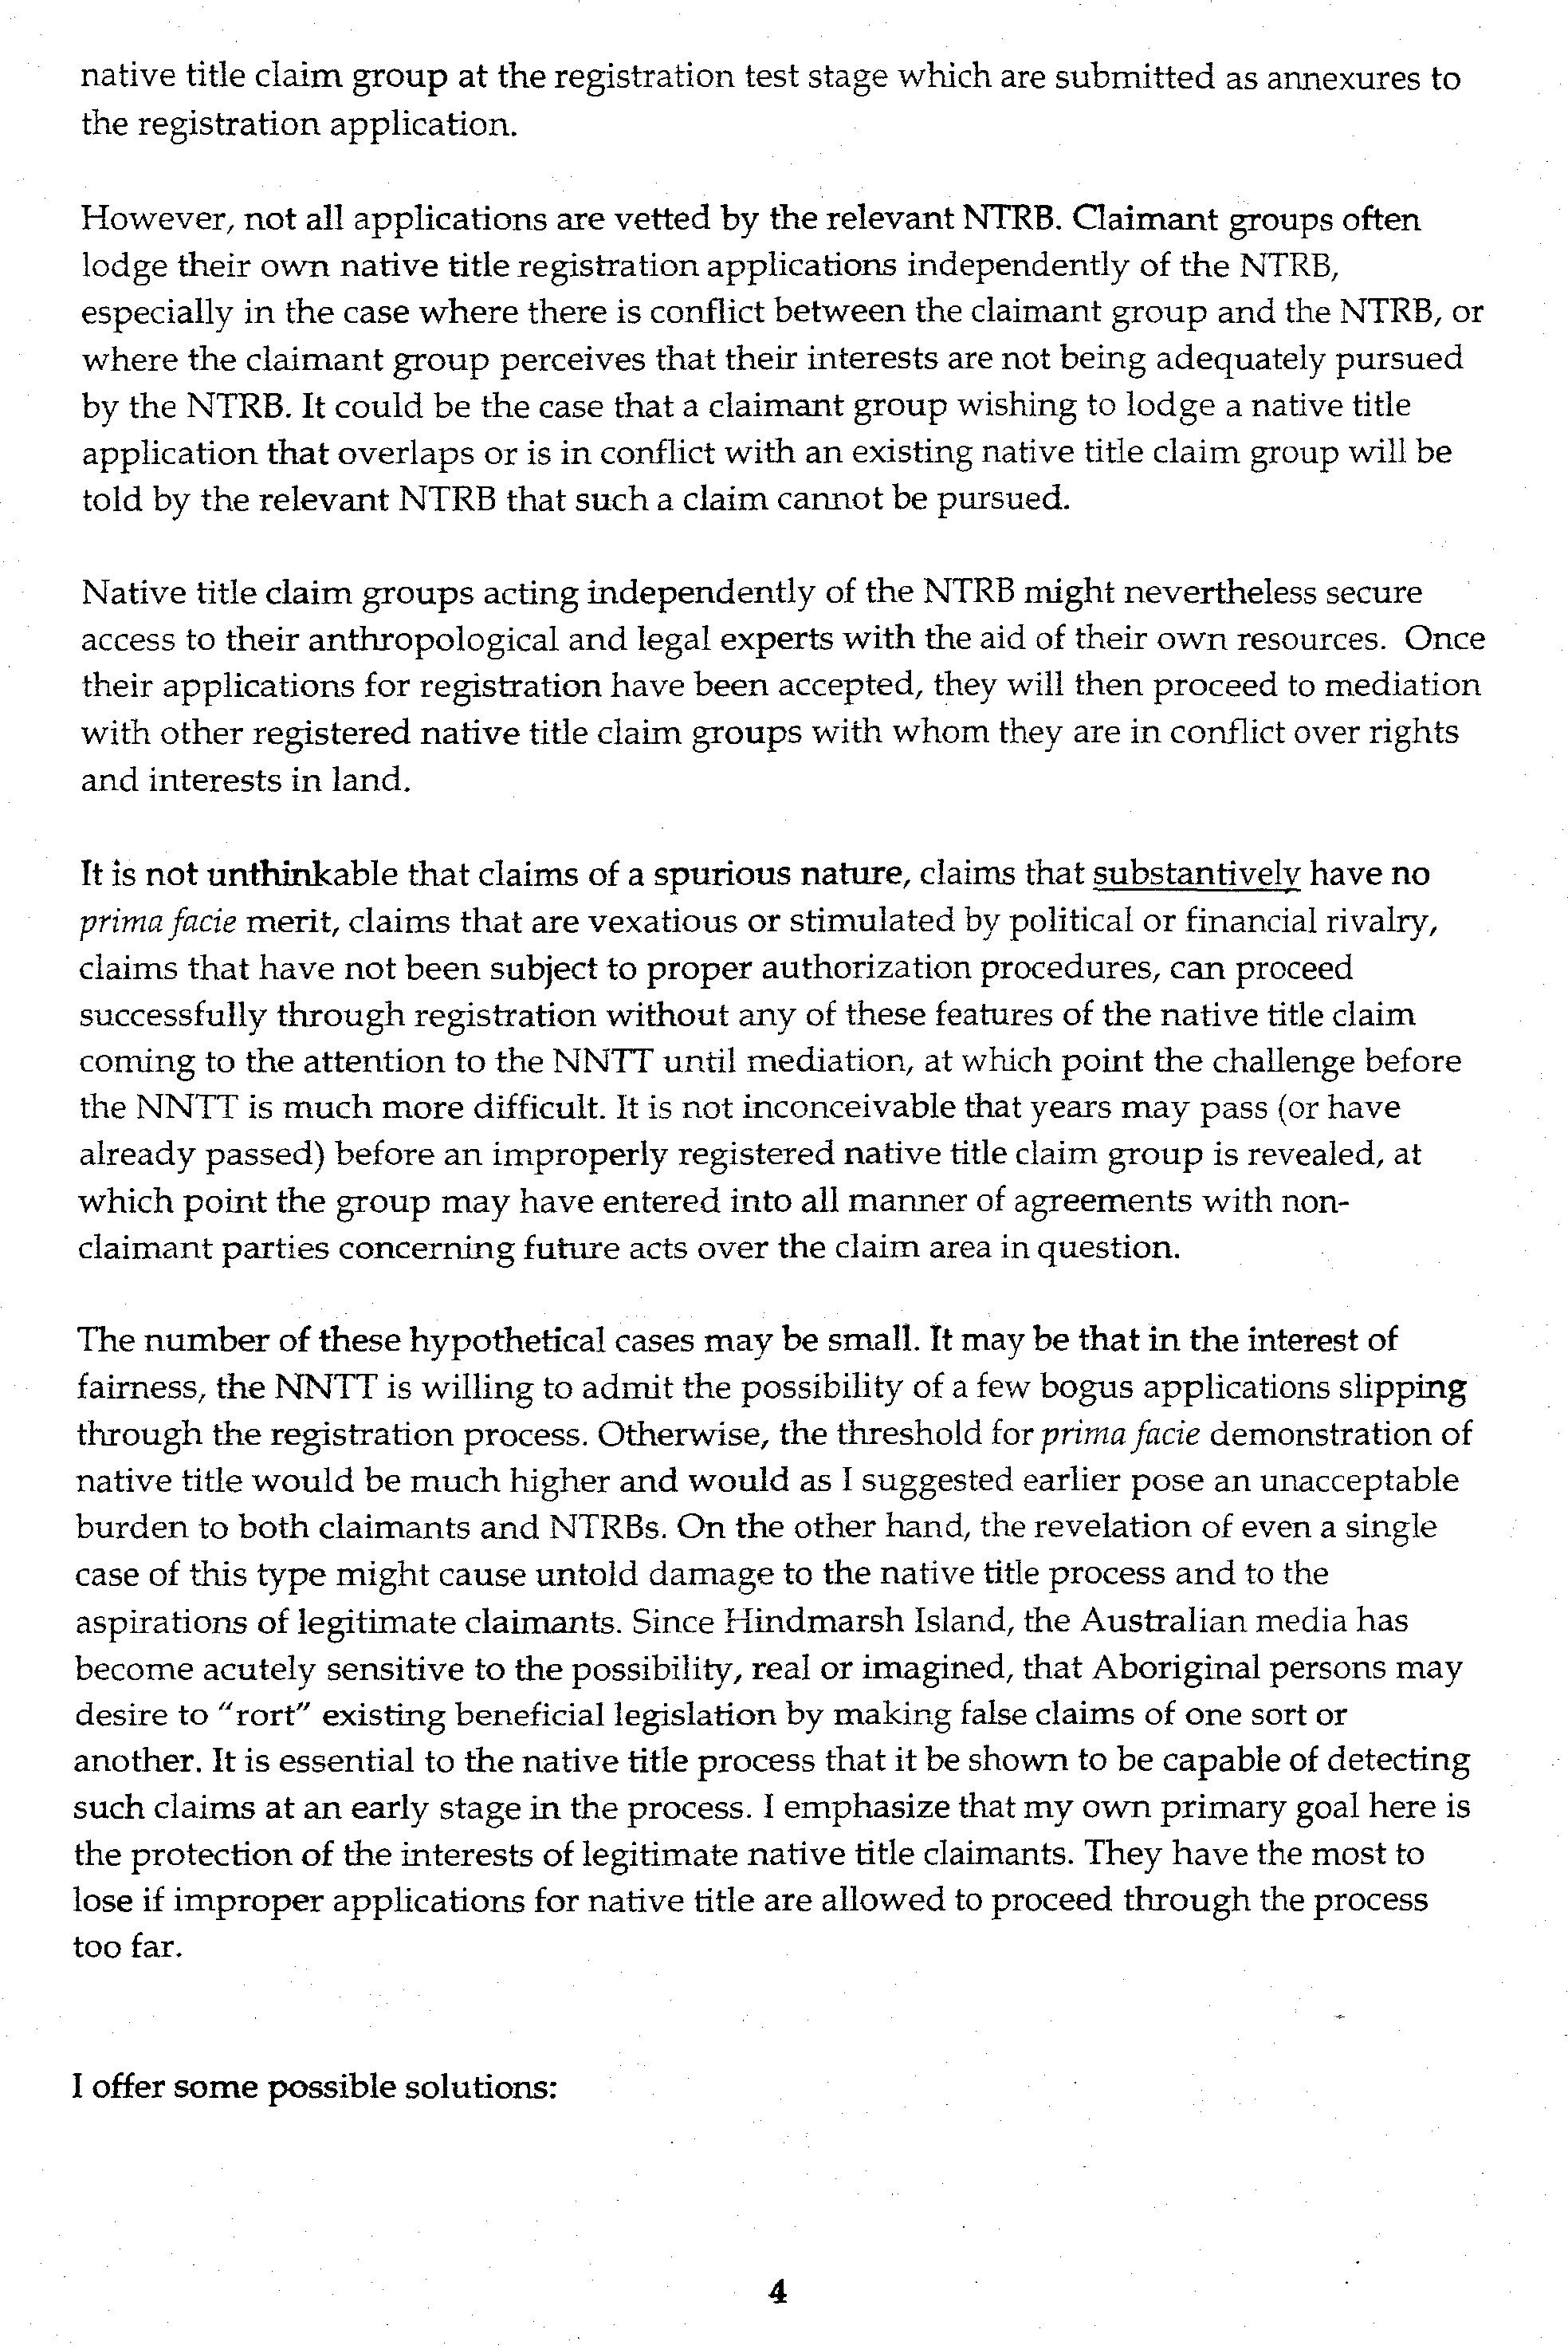 native title claim group at the registration test stage which are submitted as annexures to
the registration application.
However, not all applications are vetted by the relevant NTRB. Claimant groups often
lodge their own native title registration applications independently of the NTRB,
especially in the case where there is conflict between the claimant group and the NTRB, or
where the claimant group perceives that their interests are not being adequately pursued
by the NTRB. It could be the case that a claimant group wishing to lodge a native title
application that overlaps or is in conflict with an existing native title claim group will be
told by the relevant NTRB that such a claim cannot be pursued.
Native title claim groups acting independently of the NTRB might nevertheless secure
access to their anthropological and legal experts with the aid of their own resources. Once
their applications for registration have been accepted, they will then proceed to mediation
with other registered native title claim groups with whom they are in conflict over rights
and interests in land.
It is not unthinkable that claims of a spurious nature, claims that substantively have no
prima facie merit, claims that are vexatious or stimulated by political or financial rivalry,
claims that have not been subject to proper authorization procedures, can proceed
successfully through registration without any of these features of the native title claim
coming to the attention to the NNTT until mediation, at which point the challenge before
the NNTT is much more difficult. It is not inconceivable that years may pass (or have
already passed) before an improperly registered native title claim group is revealed, at
which point the group may have entered into all manner of agreements with non-
claimant parties concerning future acts over the claim area in question.
The number of these hypothetical cases may be small. It may be that in the interest of
fairness, the NNTT is willing to admit the possibility of a few bogus applications slipping
through the registration process. Otherwise, the threshold for prima facie demonstration of
native title would be much higher and would as I suggested earlier pose an unacceptable
burden to both claimants and NTRBs. On the other hand, the revelation of even a single
case of this type might cause untold damage to the native title process and to the
aspirations of legitimate claimants. Since Hindmarsh Island, the Australian media has
become acutely sensitive to the possibility, real or imagined, that Aboriginal persons may
desire to "rort" existing beneficial legislation by making false claims of one sort or
another. It is essential to the native title process that it be shown to be capable of detecting
such claims at an early stage in the process. I emphasize that my own primary goal here is
the protection of the interests of legitimate native title claimants. They have the most to
lose if improper applications for native title are allowed to proceed through the process
too far.
I offer some possible solutions:
4